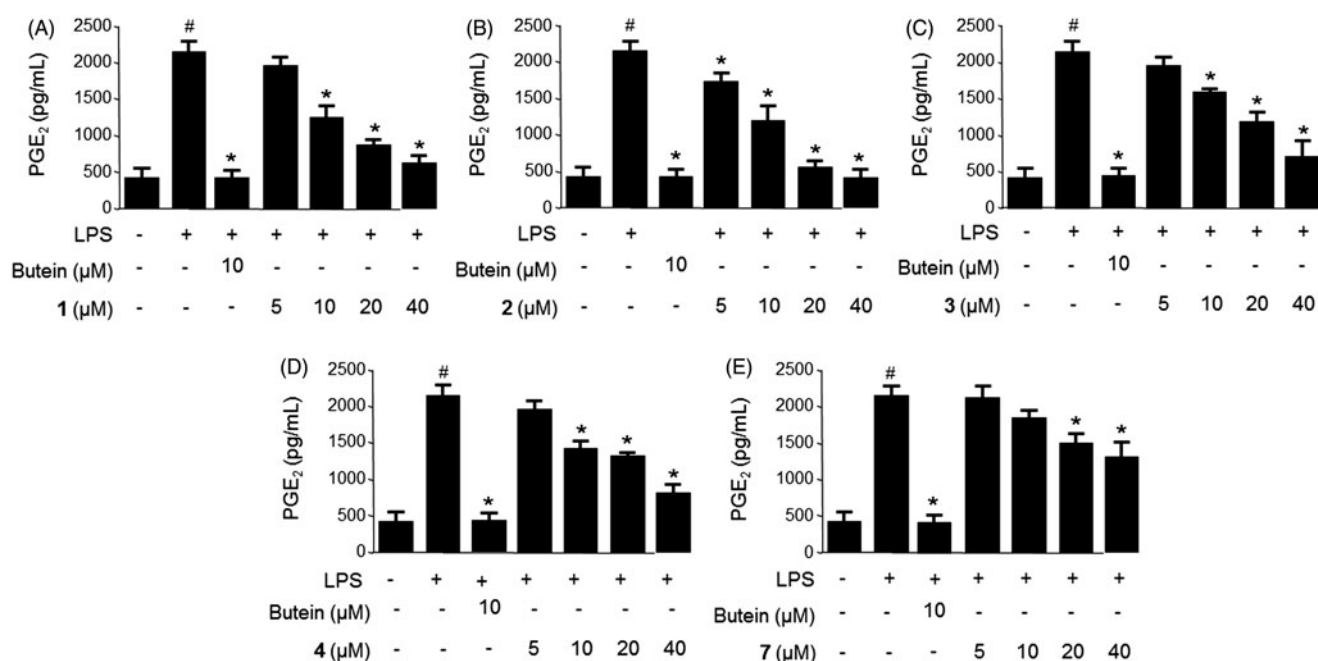 (A)
2500
2000
1500
1000
500
0
PGE₂ (pg/mL)
#
*
*
*
*
LPS - + + + + + +
Butein (µM) - - 10 - - - -
1 (µM) - - - 5 10 20 40
(B)
2500
2000
1500
1000
500
0
PGE₂ (pg/mL)
#
*
*
*
*
*
LPS - + + + + +
Butein (µM) - - 10 - - - -
2 (µM) - - - 5 10 20 40
(C)
2500
2000
1500
1000
500
0
PGE₂ (pg/mL)
#
*
*
*
*
LPS - + + + + + +
Butein (µM) - - 10 - - - -
3 (µM) - - - 5 10 20 40
(D)
2500
2000
1500
1000
500
0
PGE₂ (pg/mL)
#
*
*
*
*
LPS - + + + + + +
Butein (µM) - - 10 - - - -
4 (µM) - - - 5 10 20 40
(E)
2500
2000
1500
1000
500
0
PGE₂ (pg/mL)
#
*
*
*
LPS - + + + + + +
Butein (µM) - - 10 - - - -
7 (µM) - - - 5 10 20 40